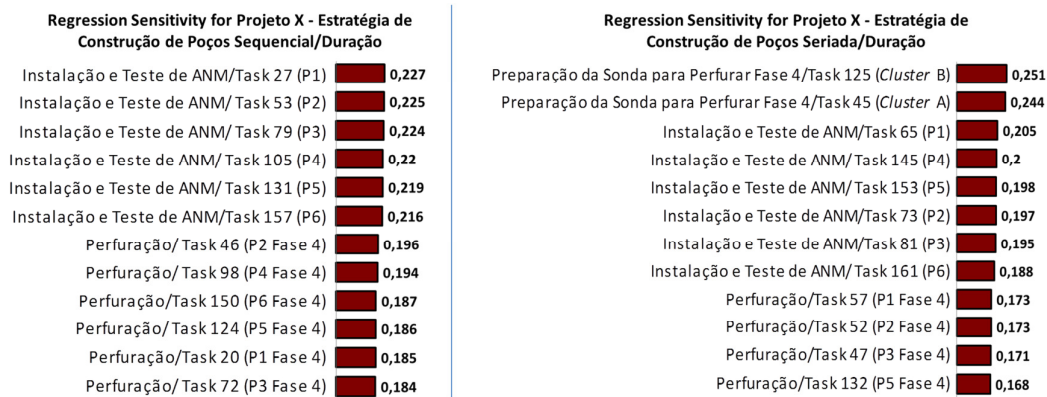 Regression Sensitivity for Projeto X - Estratégia de
Construção de Poços Sequencial/Duração
Instalação e Teste de ANM/Task 27 (P1) 0,227
Instalação e Teste de ANM/ Task 53 (P2) 0,225
Instalação e Teste de ANM/ Task 79 (P3) 0,224
Instalação e Teste de ANM/ Task 105 (P4) 0,22
Instalação e Teste de ANM/ Task 131 (P5) 0,219
Instalação e Teste de ANM/Task 157 (P6) 0,216
Perfuração/ Task 46 (P2 Fase 4) 0,196
Perfuração/ Task 98 (P4 Fase 4) 0,194
Perfuração/Task 150 (P6 Fase 4) 0,187
Perfuração/ Task 124 (P5 Fase 4) 0,186
Perfuração/Task 20 (P1 Fase 4) 0,185
Perfuração/ Task 72 (P3 Fase 4) 0,184
Regression Sensitivity for Projeto X - Estratégia de
Construção de Poços Seriada/Duração
Preparação da Sonda para Perfurar Fase 4/Task 125 (Cluster B) 0,251
Preparação da Sonda para Perfurar Fase 4/Task 45 (Cluster A) 0,244
Instalação e Teste de ANM/Task 65 (P1) 0,205
Instalação e Teste de ANM/Task 145 (P4) 0,2
Instalação e Teste de ANM/Task 153 (P5) 0,198
Instalação e Teste de ANM/Task 73 (P2) 0,197
Instalação e Teste de ANM/Task 81 (P3) 0,195
Instalação e Teste de ANM/Task 161 (P6) 0,188
Perfuração/Task 57 (P1 Fase 4) 0,173
Perfuração/Task 52 (P2 Fase 4) 0,173
Perfuração/Task 47 (P3 Fase 4) 0,171
Perfuração/Task 132 (P5 Fase 4) 0,168